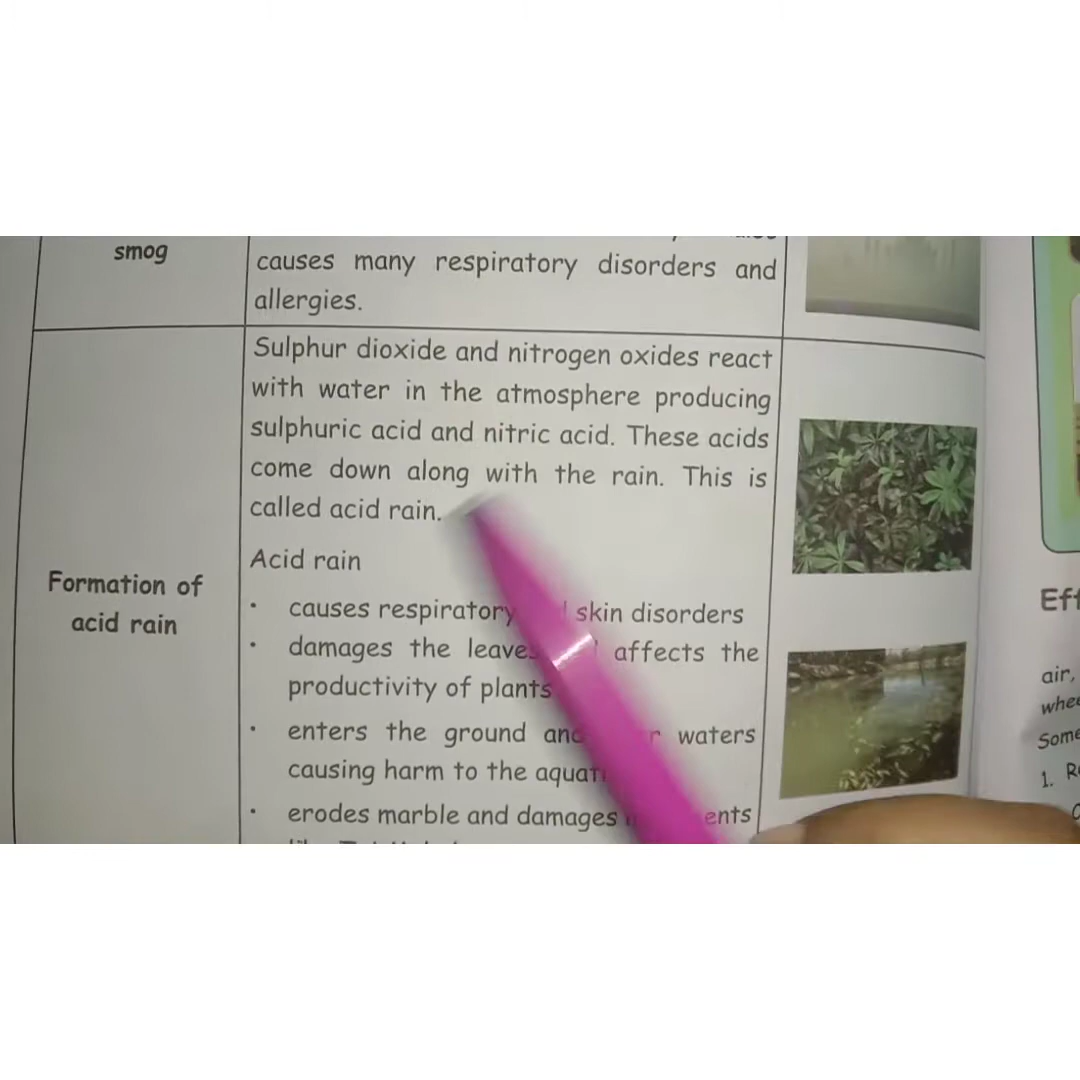 smog
causes many respiratory disorders and
allergies.
Sulphur dioxide and nitrogen oxides react
with water in the atmosphere producing
sulphuric acid and nitric acid. These acids
come down along with the rain. This is
called acid rain.
Formation of
acid rain
Acid rain
• causes respiratory skin disorders
• damages the leaves affects the
productivity of plants
• enters the ground waters
causing harm to the
• erodes marble and damages
air,
1.